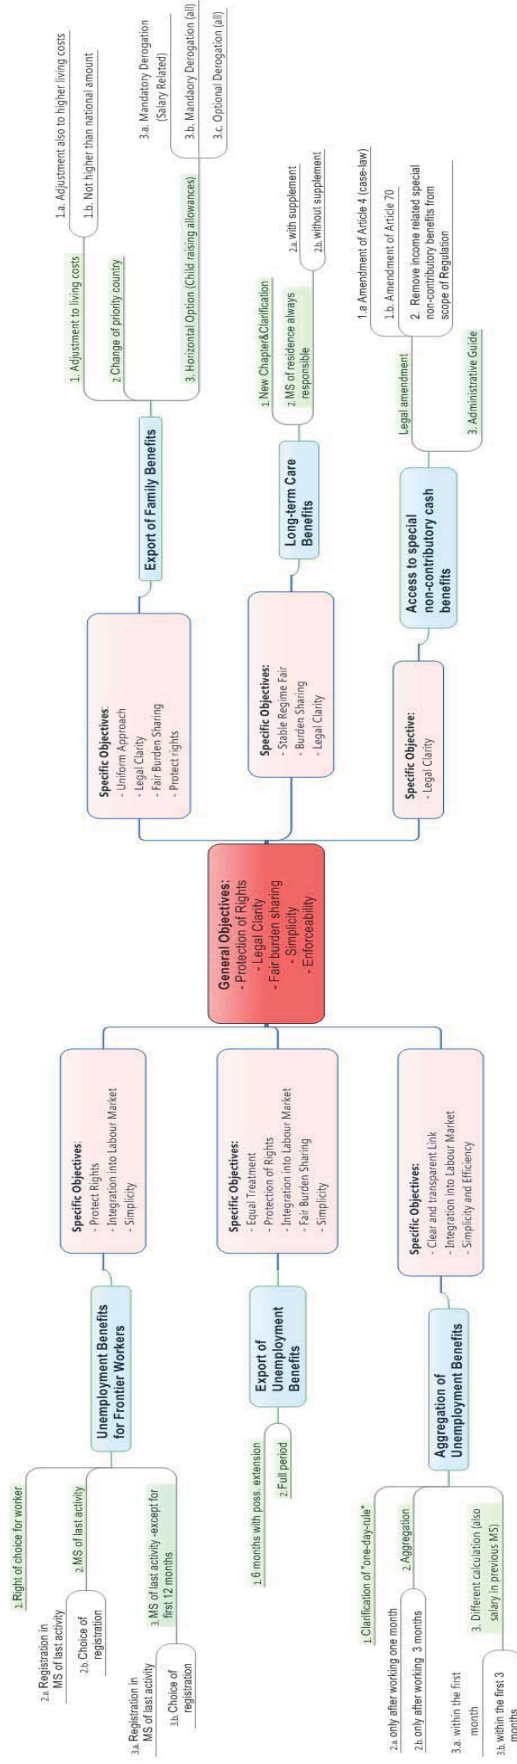 General Objectives:
- Protection of Rights
- Legal Clarity
- Fair burden sharing
- Simplicity
- Enforceability
Specific Objectives:
- Protect Rights
- Integration into Labour Market
- Simplicity
Unemployment Benefits
for Frontier Workers
1. Right of choice for worker
2. MS of last activity
2.a. Registration in
MS of last activity
2.b. Choice of
registration
3. MS of last activity -except for
first 12 months
3.a. Registration in
MS of last activity
3.b. Choice of
registration
Specific Objectives:
- Equal Treatment
- Protection of Rights
- Integration into Labour Market
- Fair Burden Sharing
- Simplicity
Export of
Unemployment
Benefits
1. 6 months with poss. extension
2. Full period
Specific Objectives:
- Clear and transparent Link
- Integration into Labour Market
- Simplicity and Efficiency
Aggregation of
Unemployment Benefits
1. Clarification of "one-day-rule"
2. Aggregation
2.a. only after working one month
2.b. only after working 3 months
3. Different calculation (also
salary in previous MS)
3.a. within the first
month
3.b. within the first 3
months
Specific Objectives:
- Uniform Approach
- Legal Clarity
- Fair Burden Sharing
- Protect rights
Export of Family Benefits
1. Adjustment to living costs
1.a. Adjustment also to higher living costs
1.b. Not higher than national amount
2. Change of priority country
3. Horizontal Option (Child raising allowances)
3.a. Mandatory Derogation
(Salary Related)
3.b. Mandaory Derogation (all)
3.c. Optional Derogation (all)
Specific Objectives:
- Stable Regime Fair
- Burden Sharing
- Legal Clarity
Long-term Care
Benefits
1. New Chapter&Clarification
2. MS of residence always
responsible
2.a. with supplement
2.b. without supplement
Specific Objective:
- Legal Clarity
Access to special
non-contributory cash
benefits
Legal amendment
1.a Amendment of Article 4 (case-law)
1.b. Amendment of Article 70
2. Remove income related special
non-contributory benefits from
scope of Regulation
3. Administrative Guide